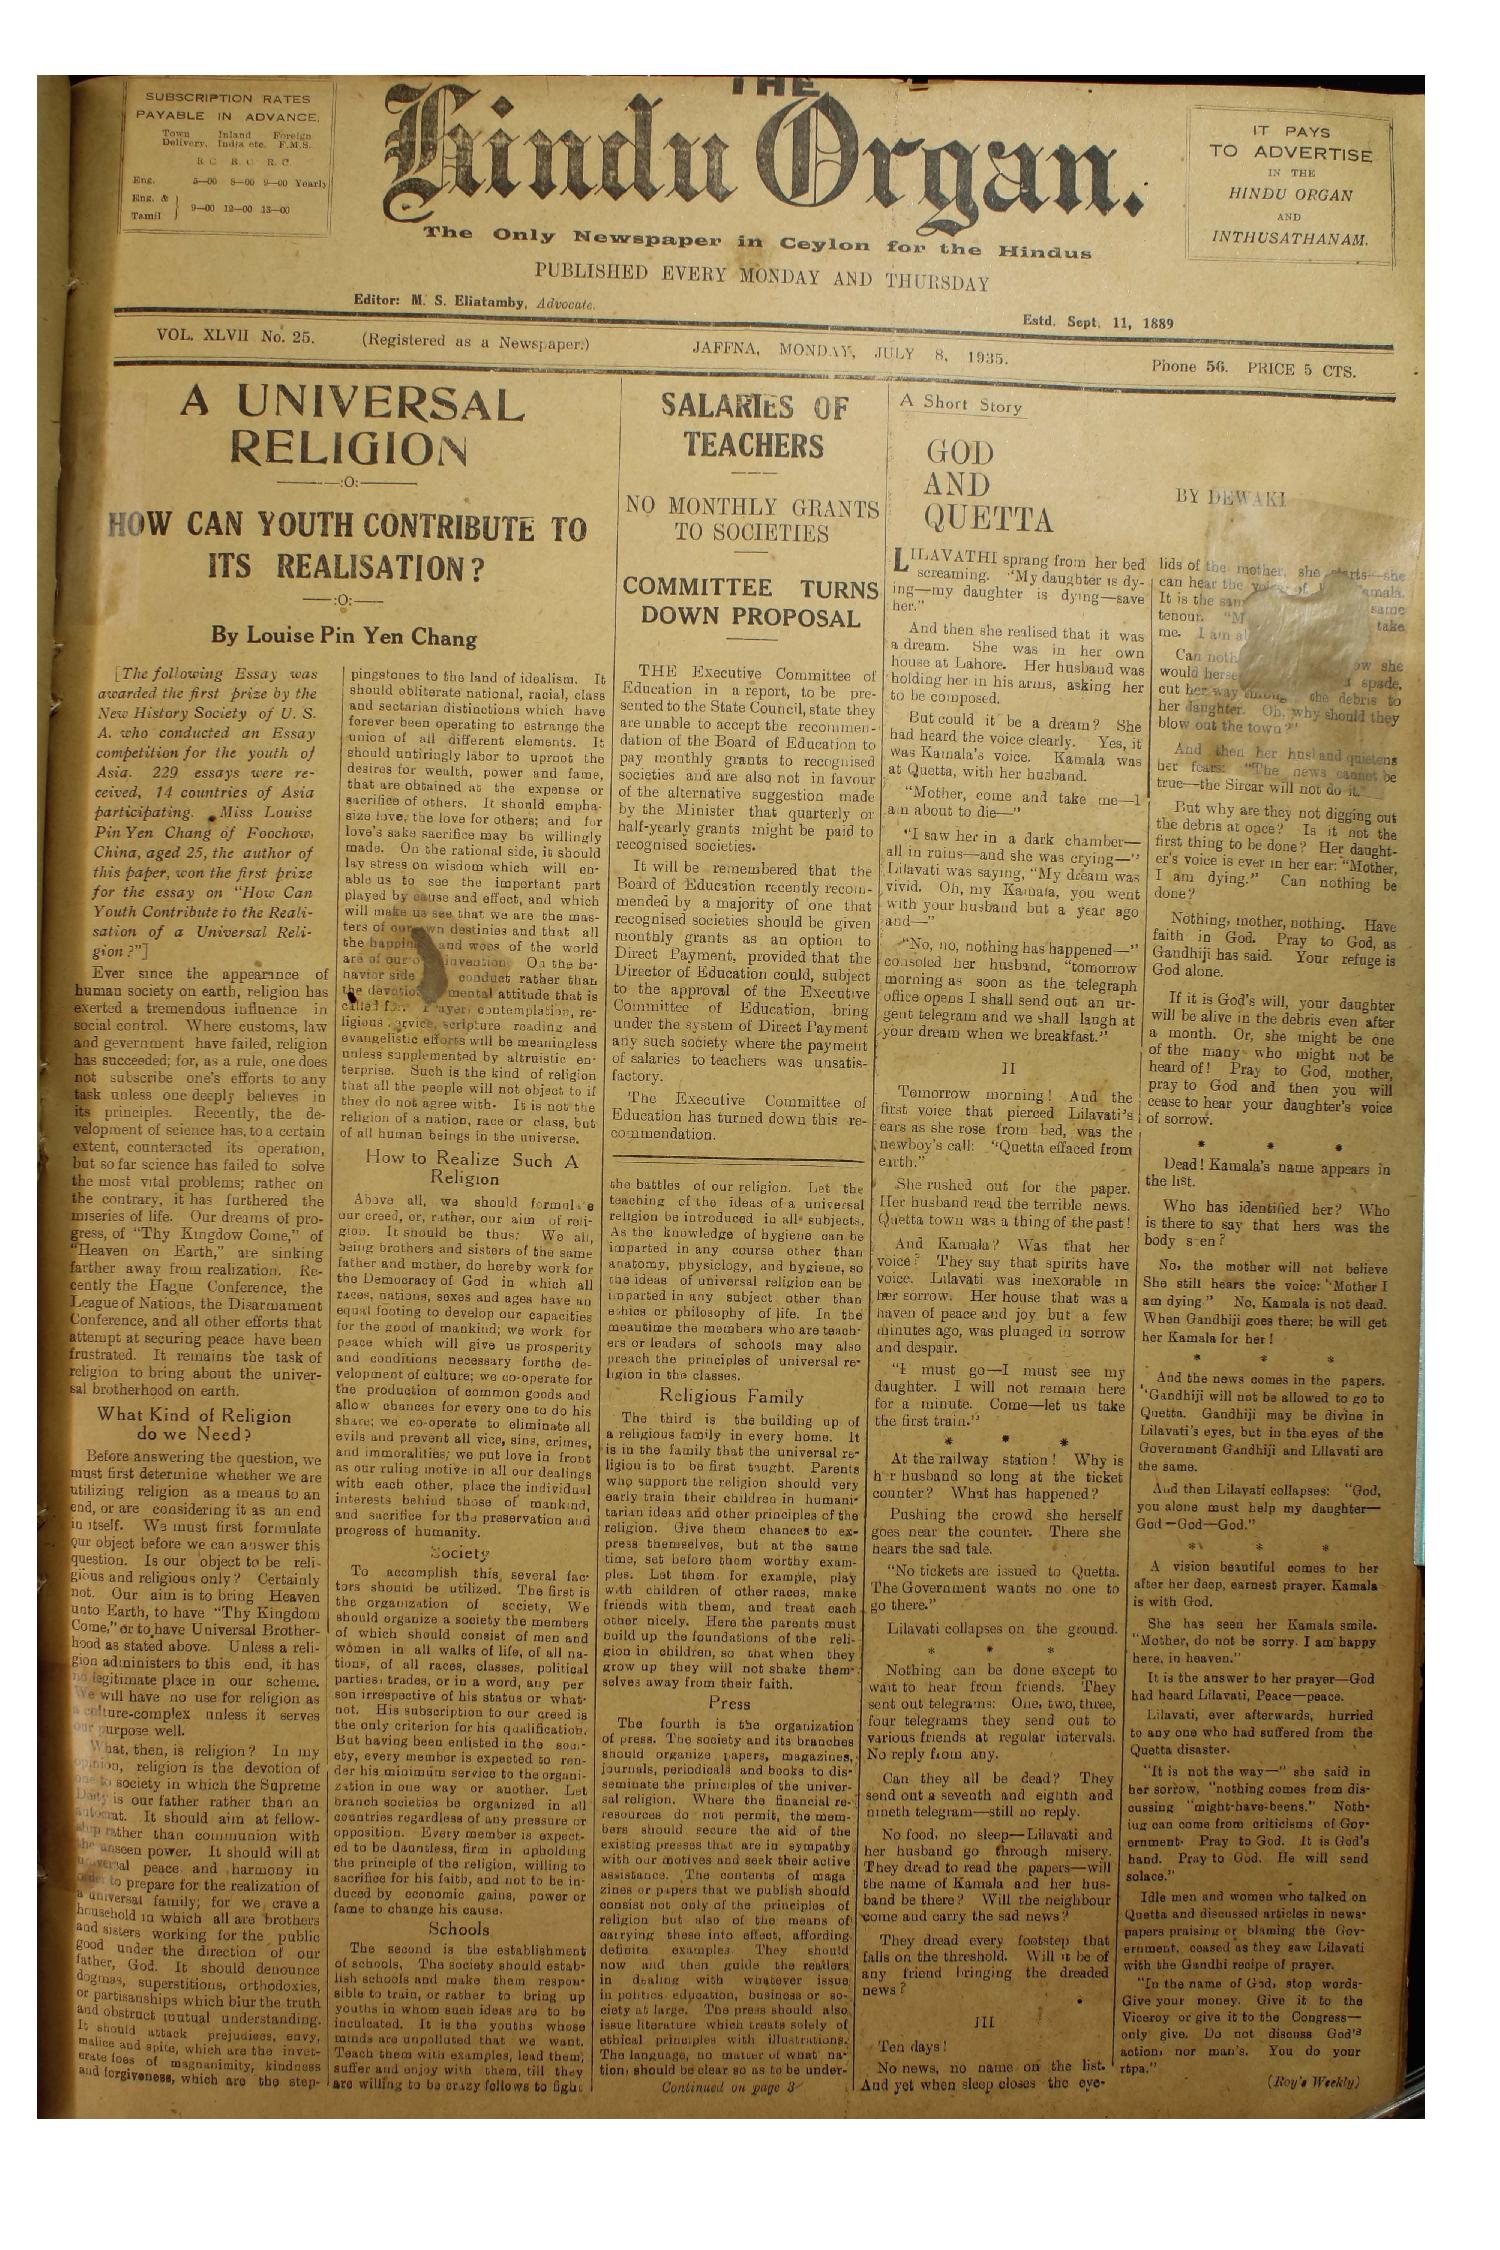 SUBSCRIPTION RATES
PAYABLE IN ADVANCE.
Town Inland Foreign
Delivery. India etc. F.M.S.
R. C. R. C. R. C.
Eng. 5—00 8—00 9—00 Yearly
Eng. & Tamil } 9—00 12—00 13—00
THE
Hindu Organ.
The Only Newspaper in Ceylon for the Hindus
PUBLISHED EVERY MONDAY AND THURSDAY
Editor: M. S. Eliatamby, Advocate.
Estd. Sept. 11, 1889
IT PAYS
TO ADVERTISE
IN THE
HINDU ORGAN
AND
INTHUSATHANAM.
VOL. XLVII No. 25. (Registered as a Newspaper.) JAFFNA, MONDAY, JULY 8, 1935. Phone 56. PRICE 5 CTS.
A UNIVERSAL
RELIGION
—:O:—
HOW CAN YOUTH CONTRIBUTE TO
ITS REALISATION?
—:O:—
By Louise Pin Yen Chang
[The following Essay was
awarded the first prize by the
New History Society of U. S.
A. who conducted an Essay
competition for the youth of
Asia. 229 essays were re-
ceived, 14 countries of Asia
participating. Miss Louise
Pin Yen Chang of Foochow,
China, aged 25, the author of
this paper, won the first prize
for the essay on "How Can
Youth Contribute to the Reali-
sation of a Universal Reli-
gion?"]
Ever since the appearance of
human society on earth, religion has
exerted a tremendous influence in
social control. Where customs, law
and gevernment have failed, religion
has succeeded; for, as a rule, one does
not subscribe one's efforts to any
task unless one deeply believes in
its principles. Recently, the de-
velopment of science has, to a certain
extent, counteracted its operation,
but so far science has failed to solve
the most vital problems; rather on
the contrary, it has furthered the
miseries of life. Our dreams of pro-
gress, of "Thy Kingdow Come," of
"Heaven on Earth," are sinking
farther away from realization. Re-
cently the Hague Conference, the
League of Nations, the Disarmament
Conference, and all other efforts that
attempt at securing peace have been
frustrated. It remains the task of
religion to bring about the univer-
sal brotherhood on earth.
What Kind of Religion
do we Need?
Before answering the question, we
must first determine whether we are
utilizing religion as a means to an
end, or are considering it as an end
in itself. We must first formulate
our object before we can answer this
question. Is our object to be reli-
gious and religious only? Certainly
not. Our aim is to bring Heaven
unto Earth, to have "Thy Kingdom
Come," or to have Universal Brother-
hood as stated above. Unless a reli-
gion administers to this end, it has
no legitimate place in our scheme.
We will have no use for religion as
a culture-complex unless it serves
our purpose well.
What, then, is religion? In my
opinion, religion is the devotion of
one to society in which the Supreme
Deity is our father rather than an
autocrat. It should aim at fellow-
ship rather than communion with
the unseen power. It should will at
universal peace and harmony in
order to prepare for the realization of
a universal family; for we crave a
household in which all are brothers
and sisters working for the public
good under the direction of our
father, God. It should denounce
dogmas, superstitions, orthodoxies,
or partisanships which blur the truth
and obstruct mutual understanding.
It should attack prejudices, envy,
malice and spite, which are the invet-
erate foes of magnanimity, kindness
and forgiveness, which are the step-
pingstones to the land of idealism. It
should obliterate national, racial, class
and sectarian distinctions which have
forever been operating to estrange the
union of all different elements. It
should untiringly labor to uproot the
desires for wealth, power and fame,
that are obtained at the expense or
sacrifice of others. It should empha-
size love, the love for others; and for
love's sake sacrifice may be willingly
made. On the rational side, it should
lay stress on wisdom which will en-
able us to see the important part
played by cause and effect, and which
will make us see that we are the mas-
ters of our own destinies and that all
the and woes of the world
are of our invention. On the be-
havior side conduct rather than
the mental attitude that is
called for. Prayer, contemplation, re-
ligious service, scripture roading and
evangelistic efforts will be meaningless
unless supplemented by altruistic en-
terprise. Such is the kind of religion
that all the people will not object to if
they do not agree with. It is not the
religion of a nation, race or class, but
of all human beings in the universe.
How to Realize Such A
Religion
Above all, we should formulate
our creed, or, rather, our aim of reli-
gion. It should be thus: We all,
being brothers and sisters of the same
father and mother, do hereby work for
the Democracy of God in which all
races, nations, sexes and ages have an
equal footing to develop our capacities
for the good of mankind; we work for
peace which will give us prosperity
and conditions necessary forthe de-
velopment of culture; we co-operate for
the production of common goods and
allow chances for every one to do his
share; we co-operate to eliminate all
evils and prevent all vice, sins, crimes,
and immoralities; we put love in front
as our ruling motive in all our dealings
with each other, place the individual
interests behind those of mankind,
and sacrifice for the preservation and
progress of humanity.
Society
To accomplish this, several fac-
tors should be utilized. The first is
the organization of society, We
should organize a society the members
of which should consist of men and
women in all walks of life, of all na-
tions, of all races, classes, political
parties, trades, or in a word, any per
son irrespective of his status or what-
not. His subscription to our creed is
the only criterion for his qualification.
But having been enlisted in the soci-
ety, every member is expected to ren-
der his minimum service to the organi-
zation in one way or another. Let
branch societies be organized in all
countries regardless of any pressure or
opposition. Every member is expect-
ed to be dauntless, firm in upholding
the principle of the religion, willing to
sacrifice for his faith, and not to be in-
duced by economic gains, power or
fame to change his cause.
Schools
The second is the establishment
of schools, The society should estab-
lish schools and make them respon-
sible to train, or rather to bring up
youths in whom such ideas are to be
inculcated. It is the youths whose
minds are unpolluted that we want.
Teach them with examples, lead them,
suffer and enjoy with them, till they
are willing to be crazy follows to fight
SALARIES OF
TEACHERS
NO MONTHLY GRANTS
TO SOCIETIES
COMMITTEE TURNS
DOWN PROPOSAL
THE Executive Committee of
Education in a report, to be pre-
sented to the State Council, state they
are unable to accept the recommen-
dation of the Board of Education to
pay monthly grants to recognised
societies and are also not in favour
of the alternative suggestion made
by the Minister that quarterly or
half-yearly grants might be paid to
recognised societies.
It will be remembered that the
Board of Education recently recom-
mended by a majority of one that
recognised societies should be given
monthly grants as an option to
Direct Payment, provided that the
Director of Education could, subject
to the approval of the Executive
Committee of Education, bring
under the system of Direct Payment
any such society where the payment
of salaries to teachers was unsatis-
factory.
The Executive Committee of
Education has turned down this re-
commendation.
the battles of our religion. Let the
teaching of the ideas of a universal
religion be introduced in all subjects.
As the knowledge of hygiene can be
imparted in any course other than
anatomy, physiology, and hygiene, so
the ideas of universal religion can be
imparted in any subject other than
ethics or philosophy of life. In the
meantime the members who are teach-
ers or leaders of schools may also
preach the principles of universal re-
ligion in the classes.
Religious Family
The third is the building up of
a religious family in every home. It
is in the family that the universal re-
ligion is to be first taught. Parents
who support the religion should very
early train their children in humani-
tarian ideas and other principles of the
religion. Give them chances to ex-
press themselves, but at the same
time, set before them worthy exam-
ples. Let them, for example, play
with children of other races, make
friends with them, and treat each
other nicely. Here the parents must
build up the foundations of the reli-
gion in children, so that when they
grow up they will not shake them-
selves away from their faith.
Press
The fourth is the organization
of press. The society and its branches
should organize papers, magazines,
journals, periodicals and books to dis-
seminate the principles of the univer-
sal religion. Where the financial re-
resources do not permit, the mem-
bers should secure the aid of the
existing presses that are in sympathy
with our motives and seek their active
assistance. The contents of maga
zines or papers that we publish should
consist not only of the principles of
religion but also of the means of
carrying these into effect, affording
definite examples. They should
now and then guide the readers
in dealing with whatever issue
in politics, education, business or so-
ciety at large. The press should also
issue literature which treats solely of
ethical principles with illustrations.
The language, no matter of what na-
tion, should be clear so as to be under-
Continued on page 3
A Short Story
GOD
AND
QUETTA
BY DEWAKI
LILAVATHI sprang from her bed
screaming. "My daughter is dy-
ing—my daughter is dying—save
her."
And then she realised that it was
a dream. She was in her own
house at Lahore. Her husband was
holding her in his arms, asking her
to be composed.
But could it be a dream? She
had heard the voice clearly. Yes, it
was Kamala's voice. Kamala was
at Quetta, with her husband.
"Mother, come and take me—I
am about to die—"
"I saw her in a dark chamber—
all in ruins—and she was crying—"
Lilavati was saying, "My dream was
vivid. Oh, my Kamala, you went
with your husband but a year ago
and—"
"No, no, nothing has happened—"
consoled her husband, "tomorrow
morning as soon as the telegraph
office opens I shall send out an ur-
gent telegram and we shall laugh at
your dream when we breakfast."
II
Tomorrow morning! And the
first voice that pierced Lilavati's
ears as she rose from bed, was the
newboy's call: "Quetta effaced from
earth."
She rushed out for the paper.
Her husband read the terrible news.
Quetta town was a thing of the past!
And Kamala? Was that her
voice? They say that spirits have
voice. Lilavati was inexorable in
her sorrow. Her house that was a
haven of peace and joy but a few
minutes ago, was plunged in sorrow
and despair.
"I must go—I must see my
daughter. I will not remain here
for a minute. Come—let us take
the first train."
* * *
At the railway station! Why is
her husband so long at the ticket
counter? What has happened?
Pushing the crowd she herself
goes near the counter. There she
hears the sad tale.
"No tickets are issued to Quetta.
The Government wants no one to
go there."
Lilavati collapses on the ground.
* * *
Nothing can be done except to
wait to hear from friends. They
sent out telegrams: One, two, three,
four telegrams they send out to
various friends at regular intervals.
No reply from any.
Can they all be dead? They
send out a seventh and eighth and
nineth telegram—still no reply.
No food, no sleep—Lilavati and
her husband go through misery.
They dread to read the papers—will
the name of Kamala and her hus-
band be there? Will the neighbour
come and carry the sad news?
They dread every footstep that
falls on the threshold. Will it be of
any friend bringing the dreaded
news?
III
Ten days!
No news, no name on the list.
And yet when sleep closes the eye-
lids of the mother, she starts—she
can hear the voice of
It is the same same
tenour. take
me. I am
Can she
would spade,
cut her way the debris to
her daughter. Oh, why should they
blow out the town?"
And then her husband quietens
her fears: "The news cannot be
true—the Sircar will not do it."
But why are they not digging out
the debris at once? Is it not the
first thing to be done? Her daught-
er's voice is ever in her ear: "Mother,
I am dying." Can nothing be
done?
Nothing, mother, nothing. Have
faith in God. Pray to God, as
Gandhiji has said. Your refuge is
God alone.
If it is God's will, your daughter
will be alive in the debris even after
a month. Or, she might be one
of the many who might not be
heard of! Pray to God, mother,
pray to God and then you will
cease to hear your daughter's voice
of sorrow.
* * *
Dead! Kamala's name appears in
the list.
Who has identified her? Who
is there to say that hers was the
body seen?
No, the mother will not believe
She still hears the voice: "Mother I
am dying." No, Kamala is not dead.
When Gandhiji goes there; he will get
her Kamala for her!
* * *
And the news comes in the papers.
"Gandhiji will not be allowed to go to
Quetta. Gandhiji may be divine in
Lilavati's eyes, but in the eyes of the
Government Gandhiji and Lilavati are
the same.
And then Lilavati collapses: "God,
you alone must help my daughter—
God—God—God."
* * *
A vision beautiful comes to her
after her deep, earnest prayer. Kamala
is with God.
She has seen her Kamala smile.
"Mother, do not be sorry. I am happy
here, in heaven."
It is the answer to her prayer—God
had heard Lilavati, Peace—peace.
Lilavati, ever afterwards, hurried
to any one who had suffered from the
Quetta disaster.
"It is not the way—" she said in
her sorrow, "nothing comes from dis-
cussing "might-have-beens." Noth-
ing can come from criticisms of Gov-
ernment. Pray to God. It is God's
hand. Pray to God. He will send
solace."
Idle men and women who talked on
Quetta and discussed articles in news-
papers praising or blaming the Gov-
ernment, ceased as they saw Lilavati
with the Gandhi recipe of prayer.
"In the name of God, stop words-
Give your money. Give it to the
Viceroy or give it to the Congress—
only give. Do not discuss God's
action, nor man's. You do your
(Roy's Weekly)